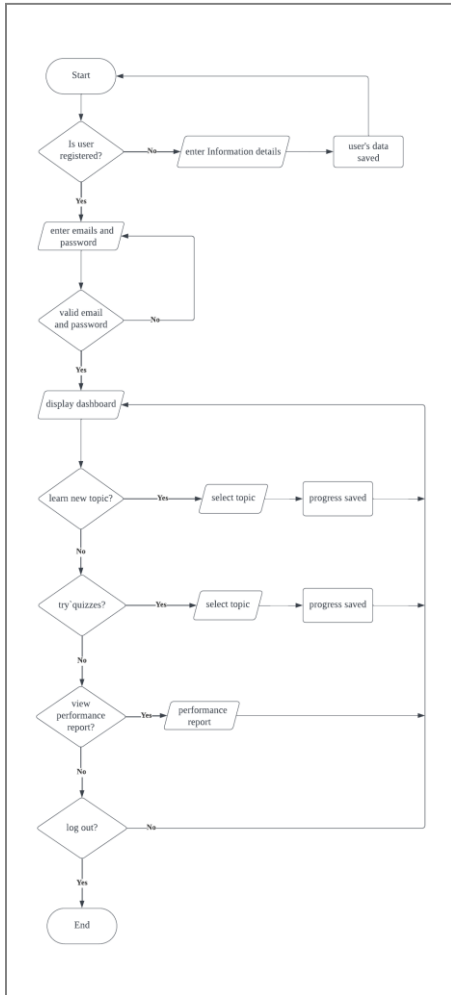 Start
Is user
registered?
No
enter Information details
user's data
saved
Yes
enter emails and
password
valid email
and password
No
Yes
display dashboard
learn new topic?
Yes
select topic
progress saved
No
try`quizzes?
Yes
select topic
progress saved
No
view
performance
report?
Yes
performance
report
No
log out?
No
Yes
End